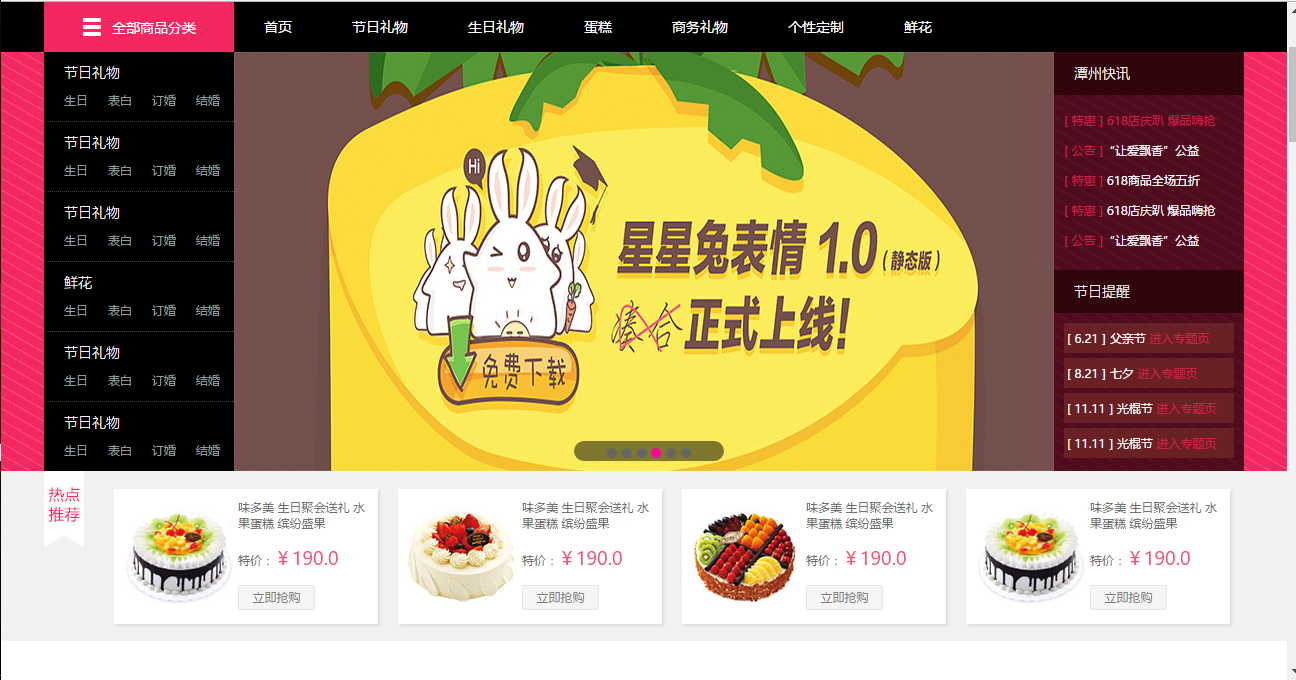 全部商品分类 首页 节日礼物 生日礼物 蛋糕 商务礼物 个性定制 鲜花
节日礼物
生日 表白 订婚 结婚
节日礼物
生日 表白 订婚 结婚
节日礼物
生日 表白 订婚 结婚
鲜花
生日 表白 订婚 结婚
节日礼物
生日 表白 订婚 结婚
节日礼物
生日 表白 订婚 结婚
Hi
星星兔表情 1.0 (静态版)
凑合 正式上线!
免费下载
潭州快讯
[ 特惠 ] 618店庆趴 爆品嗨抢
[ 公告 ] “让爱飘香”公益
[ 特惠 ] 618商品全场五折
[ 特惠 ] 618店庆趴 爆品嗨抢
[ 公告 ] “让爱飘香”公益
节日提醒
[ 6.21 ] 父亲节 进入专题页
[ 8.21 ] 七夕 进入专题页
[ 11.11 ] 光棍节 进入专题页
[ 11.11 ] 光棍节 进入专题页
热点
推荐
味多美 生日聚会送礼 水
果蛋糕 缤纷盛果
特价： ¥ 190.0
立即抢购
味多美 生日聚会送礼 水
果蛋糕 缤纷盛果
特价： ¥ 190.0
立即抢购
味多美 生日聚会送礼 水
果蛋糕 缤纷盛果
特价： ¥ 190.0
立即抢购
味多美 生日聚会送礼 水
果蛋糕 缤纷盛果
特价： ¥ 190.0
立即抢购